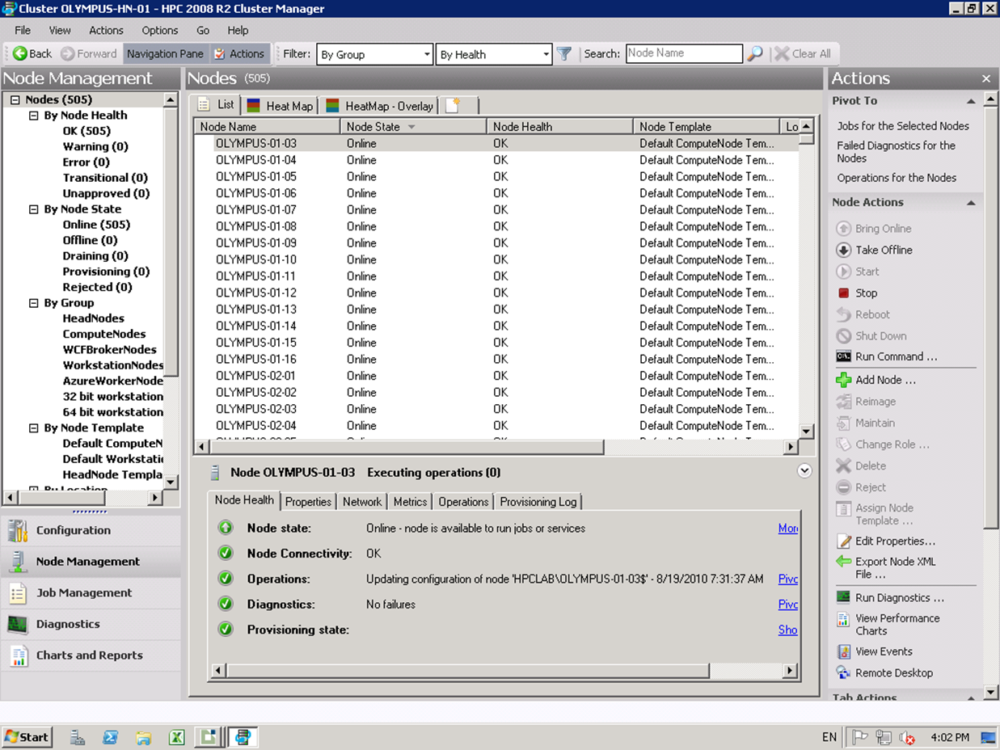 Cluster OLYMPUS-HN-01 - HPC 2008 R2 Cluster Manager
File View Actions Options Go Help
Back Forward Navigation Pane Actions Filter: By Group By Health Search: Node Name Clear All
Node Management
Nodes (505)
By Node Health
OK (505)
Warning (0)
Error (0)
Transitional (0)
Unapproved (0)
By Node State
Online (505)
Offline (0)
Draining (0)
Provisioning (0)
Rejected (0)
By Group
HeadNodes
ComputeNodes
WCFBrokerNodes
WorkstationNodes
AzureWorkerNode
32 bit workstation
64 bit workstation
By Node Template
Default ComputeN
Default Workstati
HeadNode Templa
By Location
Configuration
Node Management
Job Management
Diagnostics
Charts and Reports
Nodes (505)
List Heat Map HeatMap - Overlay
Node Name Node State Node Health Node Template Lo
OLYMPUS-01-03 Online OK Default ComputeNode Tem...
OLYMPUS-01-04 Online OK Default ComputeNode Tem...
OLYMPUS-01-05 Online OK Default ComputeNode Tem...
OLYMPUS-01-06 Online OK Default ComputeNode Tem...
OLYMPUS-01-07 Online OK Default ComputeNode Tem...
OLYMPUS-01-08 Online OK Default ComputeNode Tem...
OLYMPUS-01-09 Online OK Default ComputeNode Tem...
OLYMPUS-01-10 Online OK Default ComputeNode Tem...
OLYMPUS-01-11 Online OK Default ComputeNode Tem...
OLYMPUS-01-12 Online OK Default ComputeNode Tem...
OLYMPUS-01-13 Online OK Default ComputeNode Tem...
OLYMPUS-01-14 Online OK Default ComputeNode Tem...
OLYMPUS-01-15 Online OK Default ComputeNode Tem...
OLYMPUS-01-16 Online OK Default ComputeNode Tem...
OLYMPUS-02-01 Online OK Default ComputeNode Tem...
OLYMPUS-02-02 Online OK Default ComputeNode Tem...
OLYMPUS-02-03 Online OK Default ComputeNode Tem...
OLYMPUS-02-04 Online OK Default ComputeNode Tem...
Node OLYMPUS-01-03 Executing operations (0)
Node Health Properties Network Metrics Operations Provisioning Log
Node state: Online - node is available to run jobs or services Mor
Node Connectivity: OK
Operations: Updating configuration of node 'HPCLAB\OLYMPUS-01-03$' - 8/19/2010 7:31:37 AM Pivo
Diagnostics: No failures Pivo
Provisioning state: Sho
Actions
Pivot To
Jobs for the Selected Nodes
Failed Diagnostics for the
Nodes
Operations for the Nodes
Node Actions
Bring Online
Take Offline
Start
Stop
Reboot
Shut Down
Run Command ...
Add Node ...
Reimage
Maintain
Change Role ...
Delete
Reject
Assign Node
Template ...
Edit Properties...
Export Node XML
File ...
Run Diagnostics ...
View Performance
Charts
View Events
Remote Desktop
Tab Actions
Start EN 4:02 PM